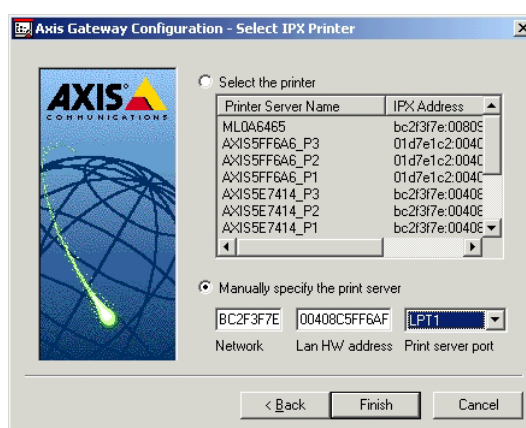 Axis Gateway Configuration - Select IPX Printer
AXIS
COMMUNICATIONS
Select the printer
Printer Server Name IPX Address
ML0A6465 bc2f3f7e:00809
AXIS5FF6A6_P3 01d7e1c2:0040
AXIS5FF6A6_P2 01d7e1c2:0040
AXIS5FF6A6_P1 01d7e1c2:0040
AXIS5E7414_P3 bc2f3f7e:00408
AXIS5E7414_P2 bc2f3f7e:00408
AXIS5E7414_P1 bc2f3f7e:00408
Manually specify the print server
BC2F3F7E 00408C5FF6AF LPT1
Network Lan HW address Print server port
< Back Finish Cancel